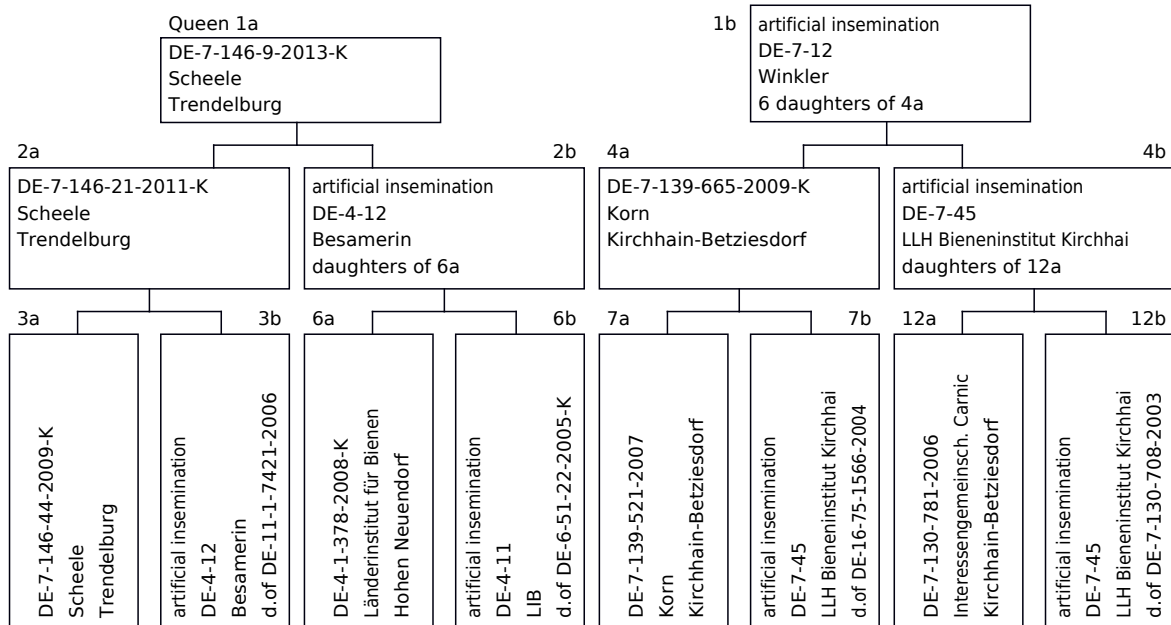 Queen 1a
DE-7-146-9-2013-K
Scheele
Trendelburg
1b
artificial insemination
DE-7-12
Winkler
6 daughters of 4a
2a
DE-7-146-21-2011-K
Scheele
Trendelburg
2b
artificial insemination
DE-4-12
Besamerin
daughters of 6a
4a
DE-7-139-665-2009-K
Korn
Kirchhain-Betziesdorf
4b
artificial insemination
DE-7-45
LLH Bieneninstitut Kirchhai
daughters of 12a
3a
DE-7-146-44-2009-K
Scheele
Trendelburg
3b
artificial insemination
DE-4-12
Besamerin
d.of DE-11-1-7421-2006
6a
DE-4-1-378-2008-K
Länderinstitut für Bienen
Hohen Neuendorf
6b
artificial insemination
DE-4-11
LIB
d.of DE-6-51-22-2005-K
7a
DE-7-139-521-2007
Korn
Kirchhain-Betziesdorf
7b
artificial insemination
DE-7-45
LLH Bieneninstitut Kirchhai
d.of DE-16-75-1566-2004
12a
DE-7-130-781-2006
Interessengemeinsch. Carnic
Kirchhain-Betziesdorf
12b
artificial insemination
DE-7-45
LLH Bieneninstitut Kirchhai
d.of DE-7-130-708-2003